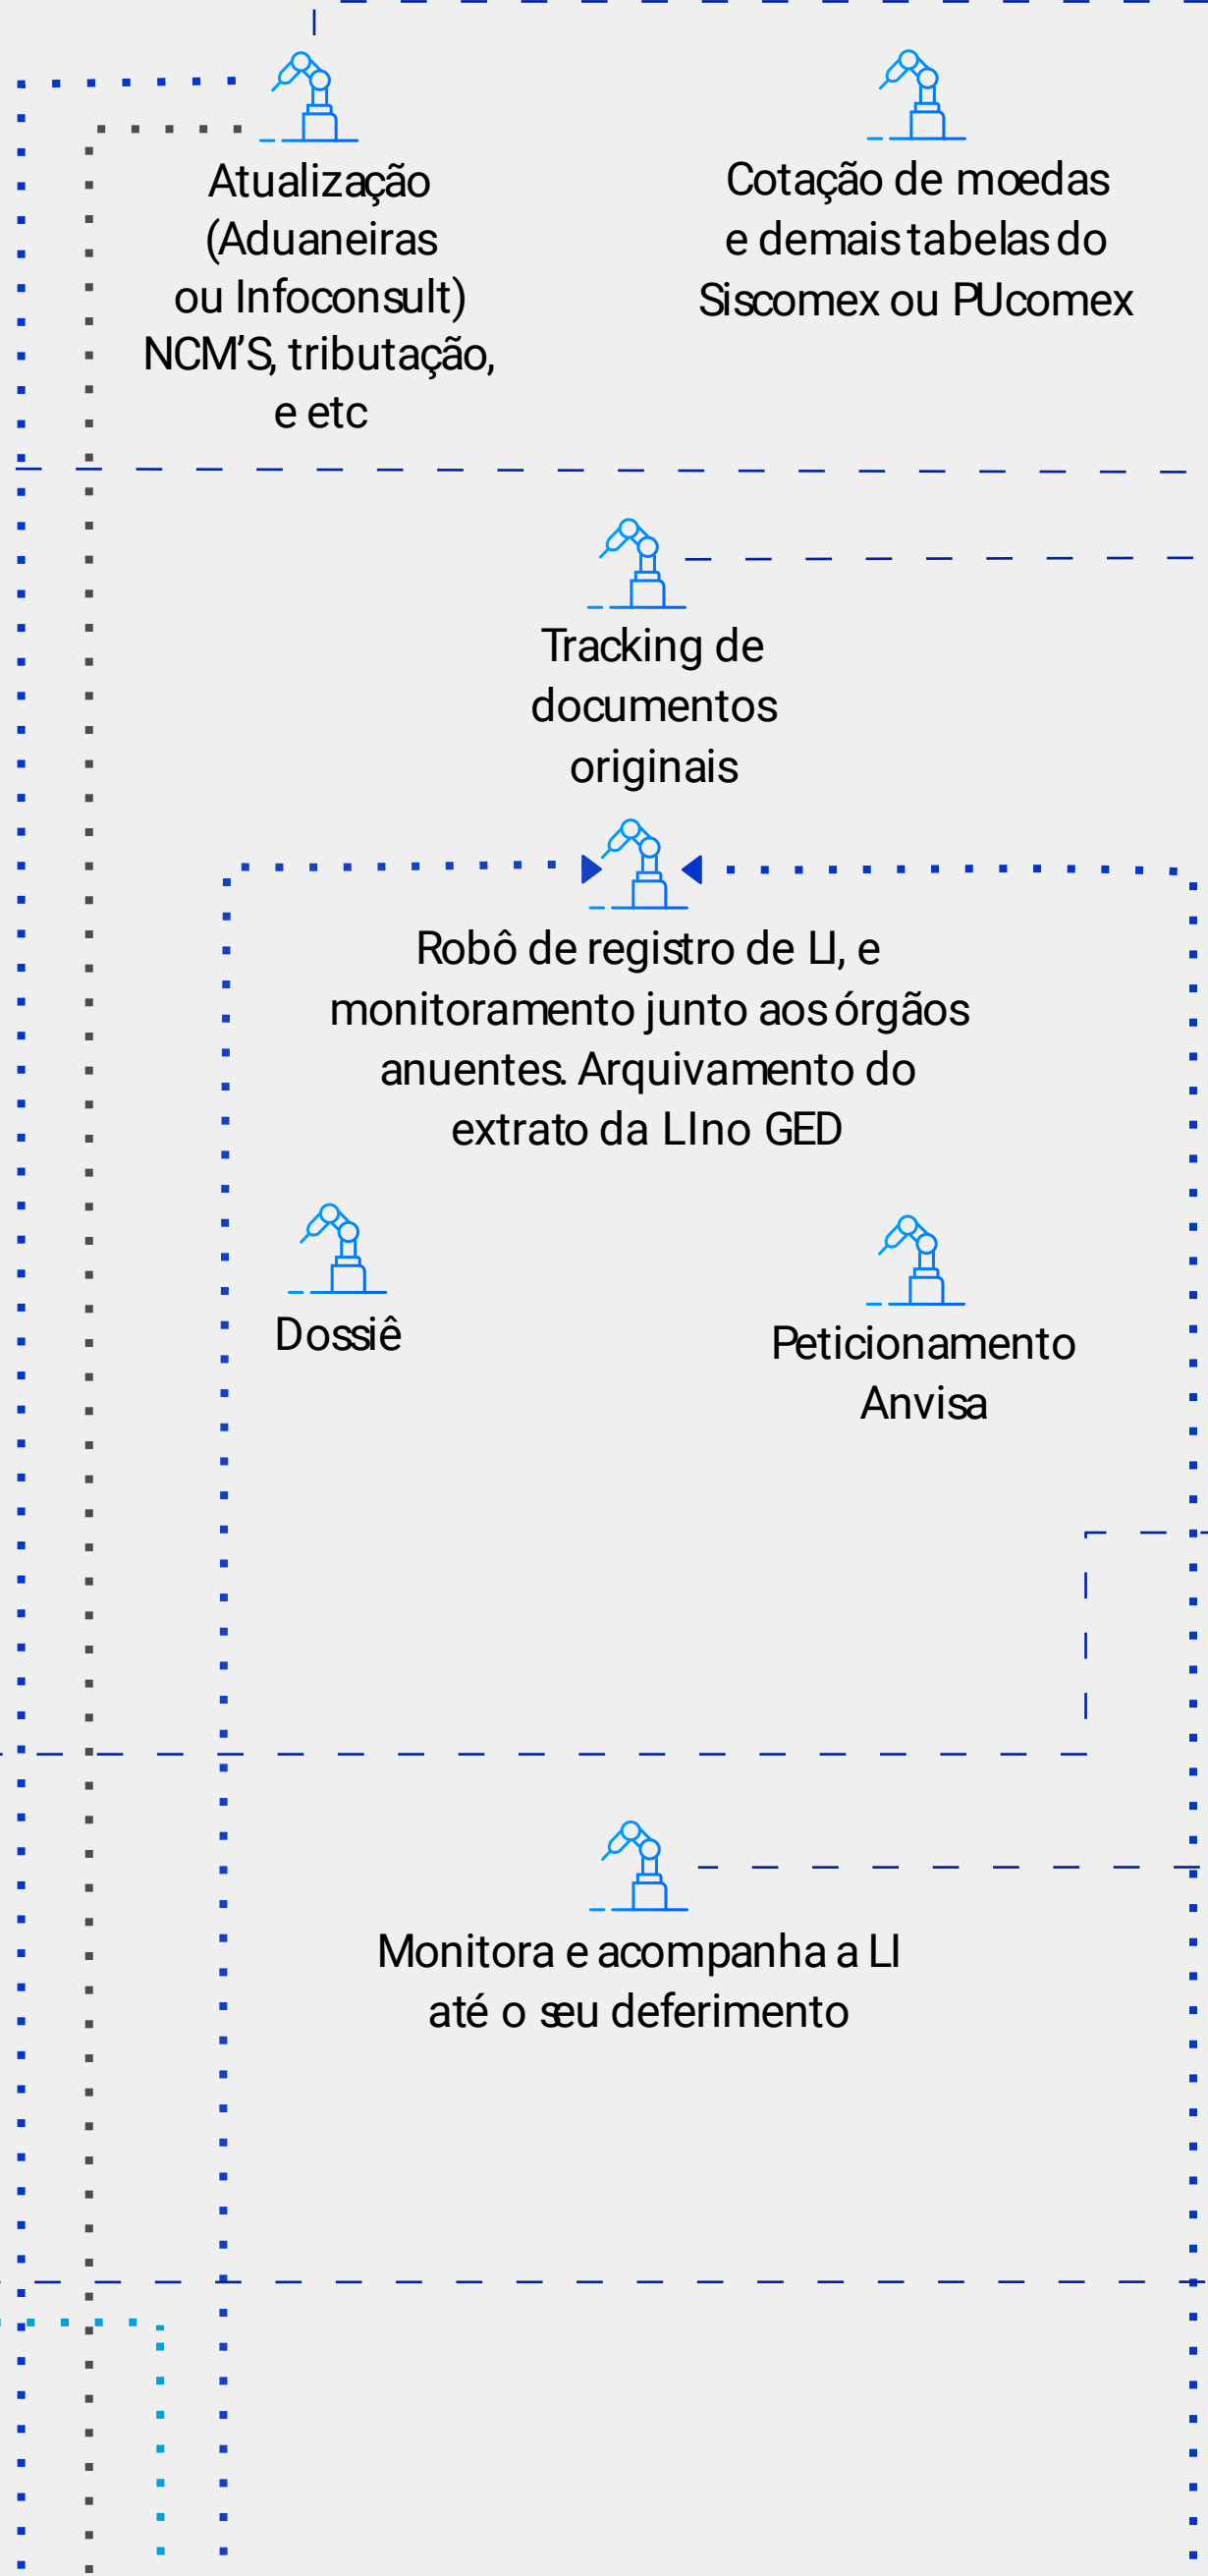 Atualização
(Aduaneiras
ou Infoconsult)
NCM'S, tributação,
e etc
Cotação de moedas
e demais tabelas do
Siscomex ou PUcomex
Tracking de
documentos
originais
Robô de registro de LI, e
monitoramento junto aos órgãos
anuentes. Arquivamento do
extrato da LI no GED
Dossiê
Peticionamento
Anvisa
Monitora e acompanha a LI
até o seu deferimento